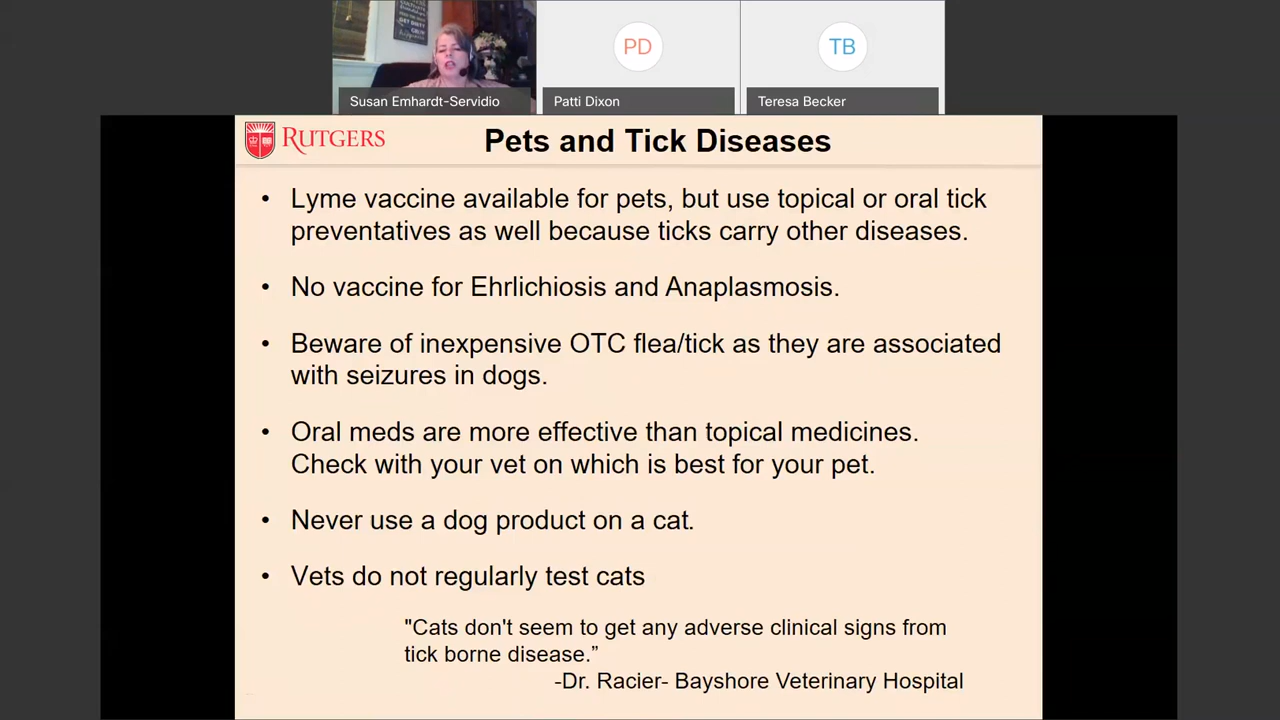 PD
TB
Susan Emhardt-Servidio
Patti Dixon
Teresa Becker
RUTGERS
Pets and Tick Diseases
• Lyme vaccine available for pets, but use topical or oral tick
preventatives as well because ticks carry other diseases.
• No vaccine for Ehrlichiosis and Anaplasmosis.
• Beware of inexpensive OTC flea/tick as they are associated
with seizures in dogs.
• Oral meds are more effective than topical medicines.
Check with your vet on which is best for your pet.
• Never use a dog product on a cat.
• Vets do not regularly test cats
"Cats don't seem to get any adverse clinical signs from
tick borne disease.”
-Dr. Racier- Bayshore Veterinary Hospital